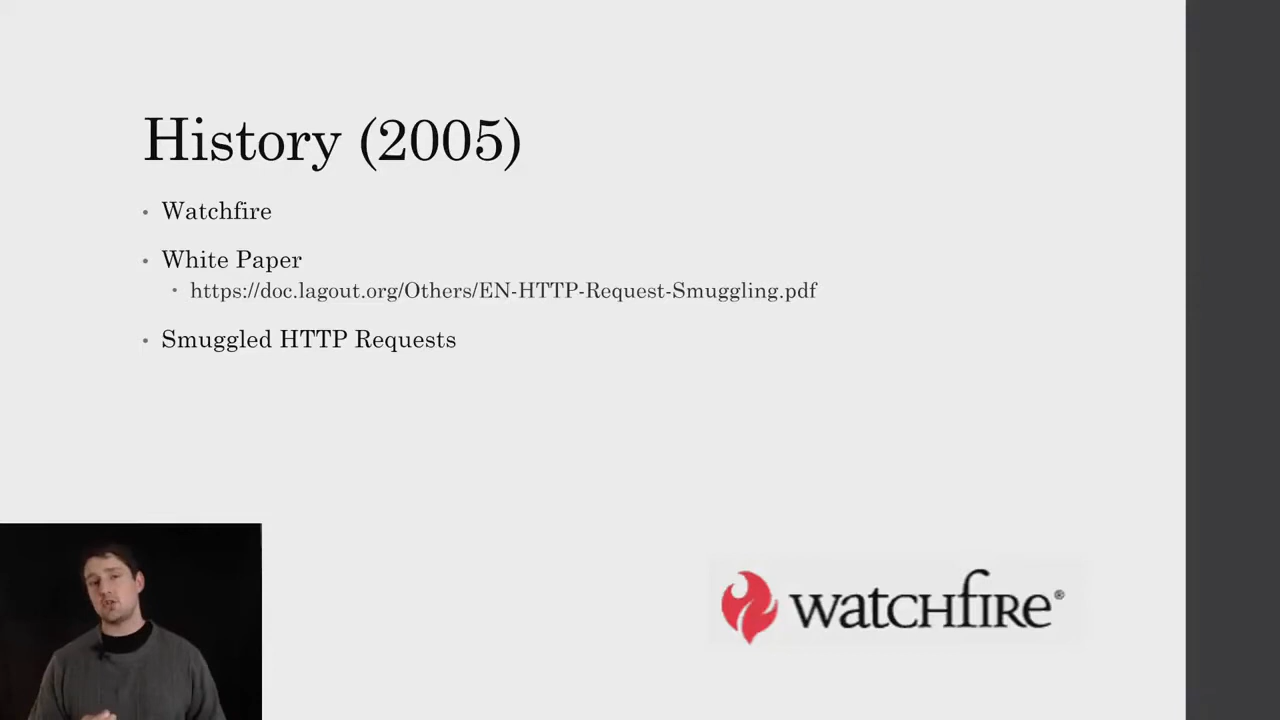 History (2005)
• Watchfire
• White Paper
• https://doc.lagout.org/Others/EN-HTTP-Request-Smuggling.pdf
• Smuggled HTTP Requests
watchfire®